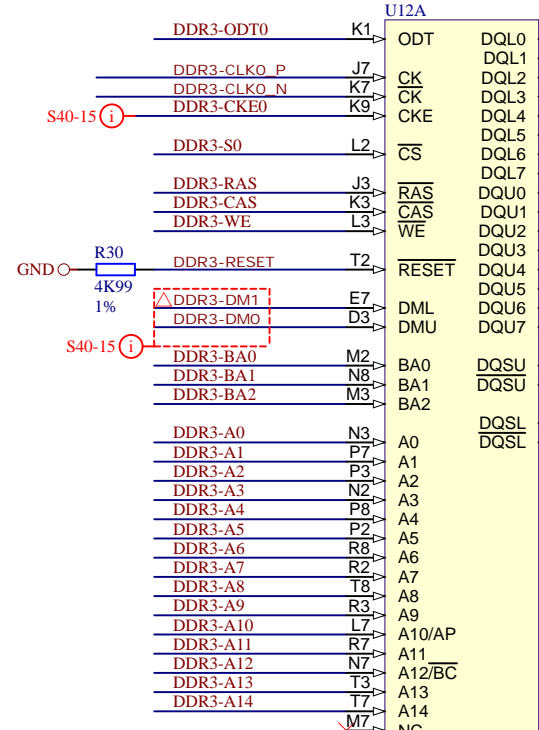 U12A
DDR3-ODT0 K1 ODT DQL0
DQL1
DDR3-CLK0_P J7 CK DQL2
DDR3-CLK0_N K7 CK DQL3
S40-15 i DDR3-CKE0 K9 CKE DQL4
DQL5
DDR3-S0 L2 CS DQL6
DQL7
DDR3-RAS J3 RAS DQU0
DDR3-CAS K3 CAS DQU1
DDR3-WE L3 WE DQU2
DQU3
GND R30 DDR3-RESET T2 RESET DQU4
4K99 DQU5
1% DDR3-DM1 E7 DML DQU6
DDR3-DM0 D3 DMU DQU7
S40-15 i
DDR3-BA0 M2 BA0 DQSU
DDR3-BA1 N8 BA1 DQSU
DDR3-BA2 M3 BA2
DQSL
DDR3-A0 N3 A0 DQSL
DDR3-A1 P7 A1
DDR3-A2 P3 A2
DDR3-A3 N2 A3
DDR3-A4 P8 A4
DDR3-A5 P2 A5
DDR3-A6 R8 A6
DDR3-A7 R2 A7
DDR3-A8 T8 A8
DDR3-A9 R3 A9
DDR3-A10 L7 A10/AP
DDR3-A11 R7 A11
DDR3-A12 N7 A12/BC
DDR3-A13 T3 A13
DDR3-A14 T7 A14
M7 NC